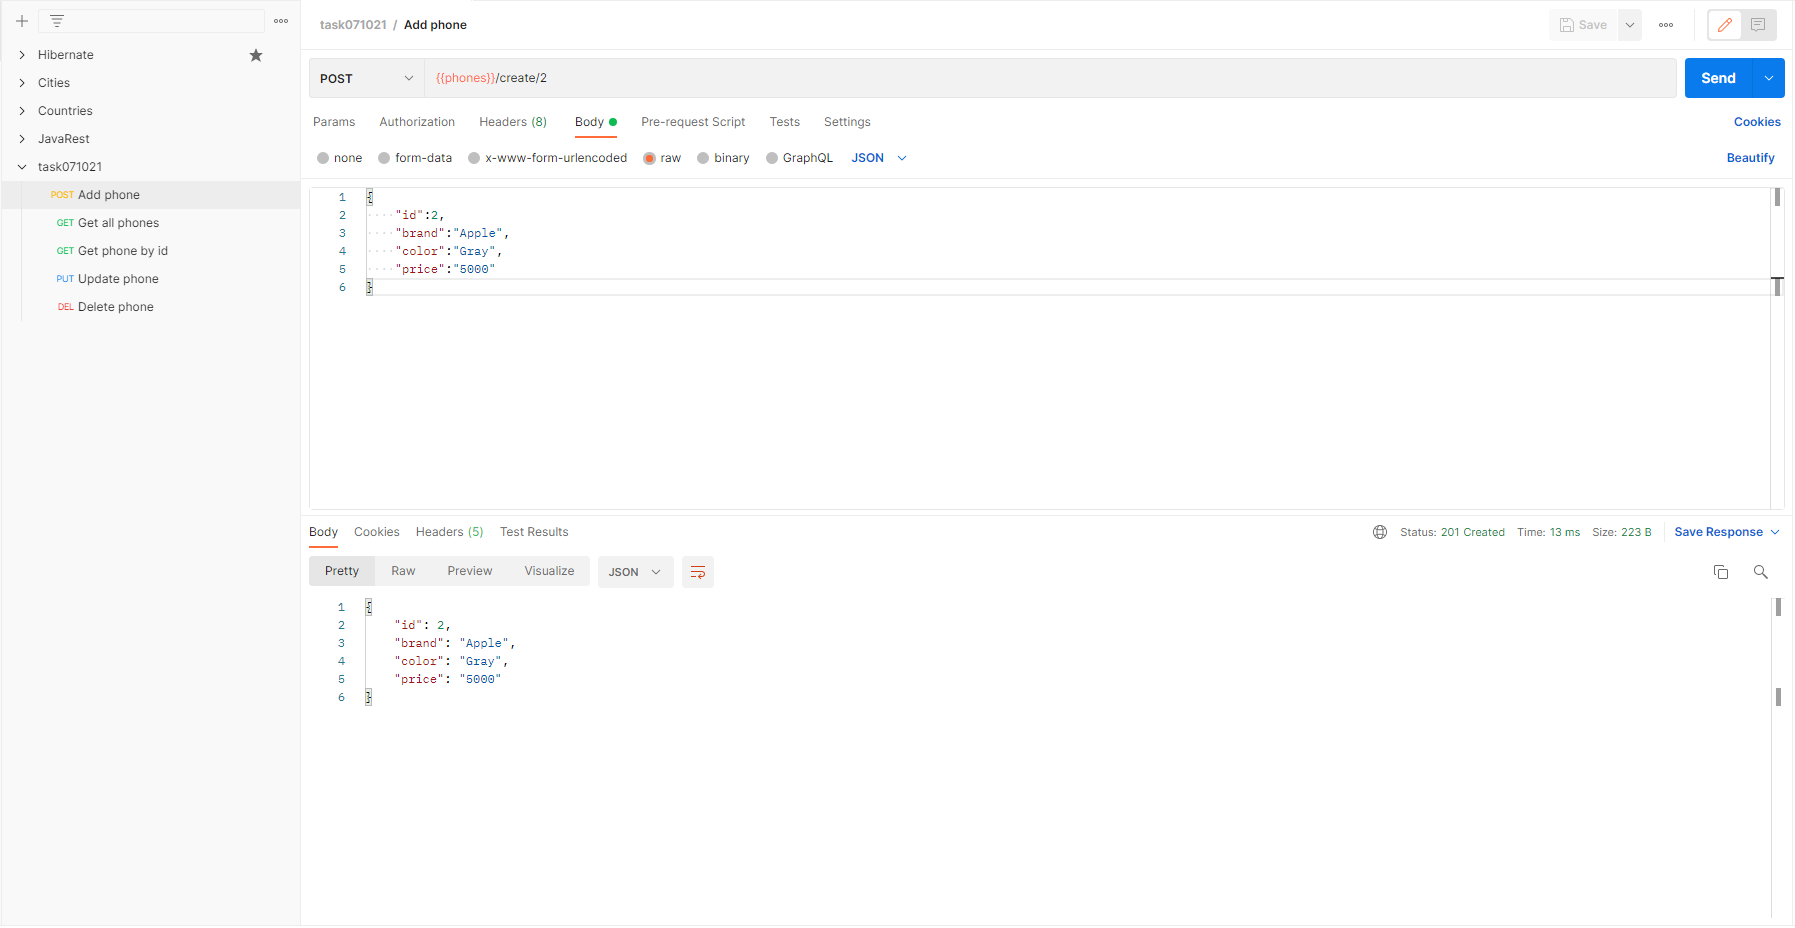 task071021 / Add phone
Save
Hibernate
Cities
Countries
JavaRest
task071021
POST Add phone
GET Get all phones
GET Get phone by id
PUT Update phone
DEL Delete phone
POST
{{phones}}/create/2
Send
Params Authorization Headers (8) Body Pre-request Script Tests Settings Cookies
none form-data x-www-form-urlencoded raw binary GraphQL JSON Beautify
1 {
2 "id":2,
3 "brand":"Apple",
4 "color":"Gray",
5 "price":"5000"
6 }
Body Cookies Headers (5) Test Results Status: 201 Created Time: 13 ms Size: 223 B Save Response
Pretty Raw Preview Visualize JSON
1 {
2 "id": 2,
3 "brand": "Apple",
4 "color": "Gray",
5 "price": "5000"
6 }